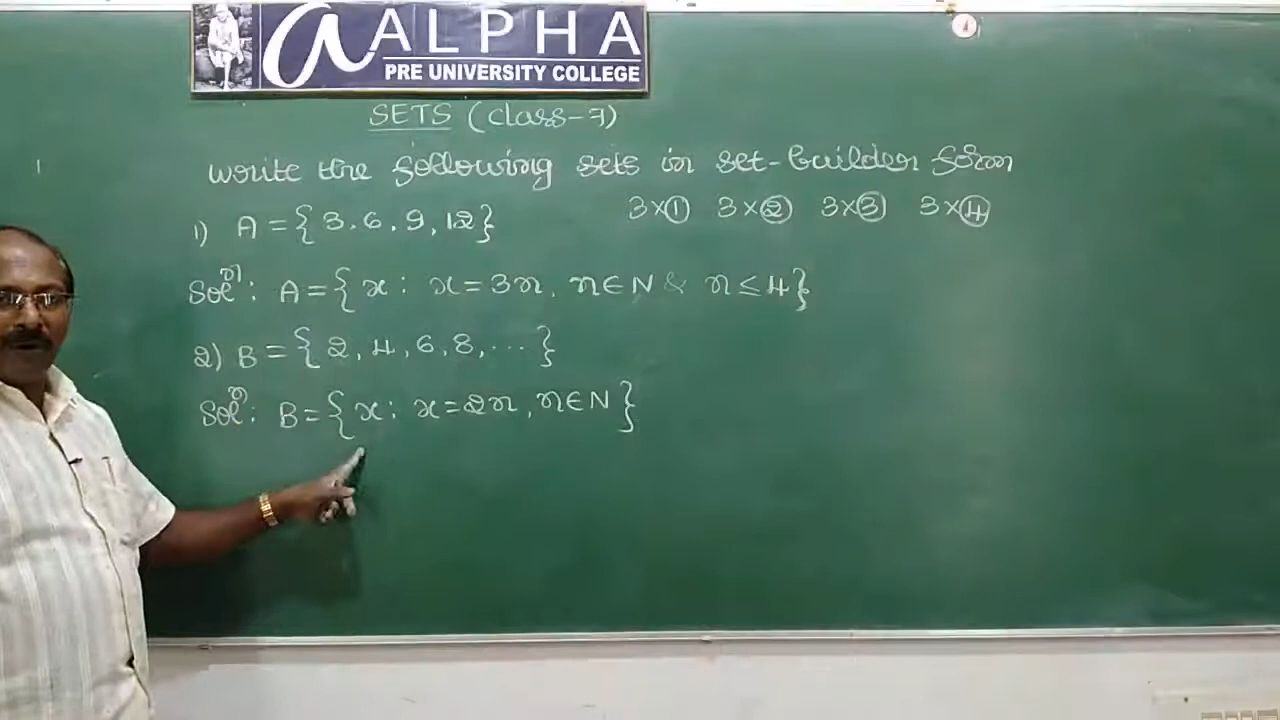 a ALPHA
PRE UNIVERSITY COLLEGE
SETS (class-7)
Write the following sets in set-builder form
1) A = {3, 6, 9, 12} 3×① 3×② 3×③ 3×④
Solⁿ: A = {x : x = 3n, n ∈ N & n ≤ 4}
2) B = {2, 4, 6, 8, ... }
Solⁿ: B = {x : x = 2n, n ∈ N}